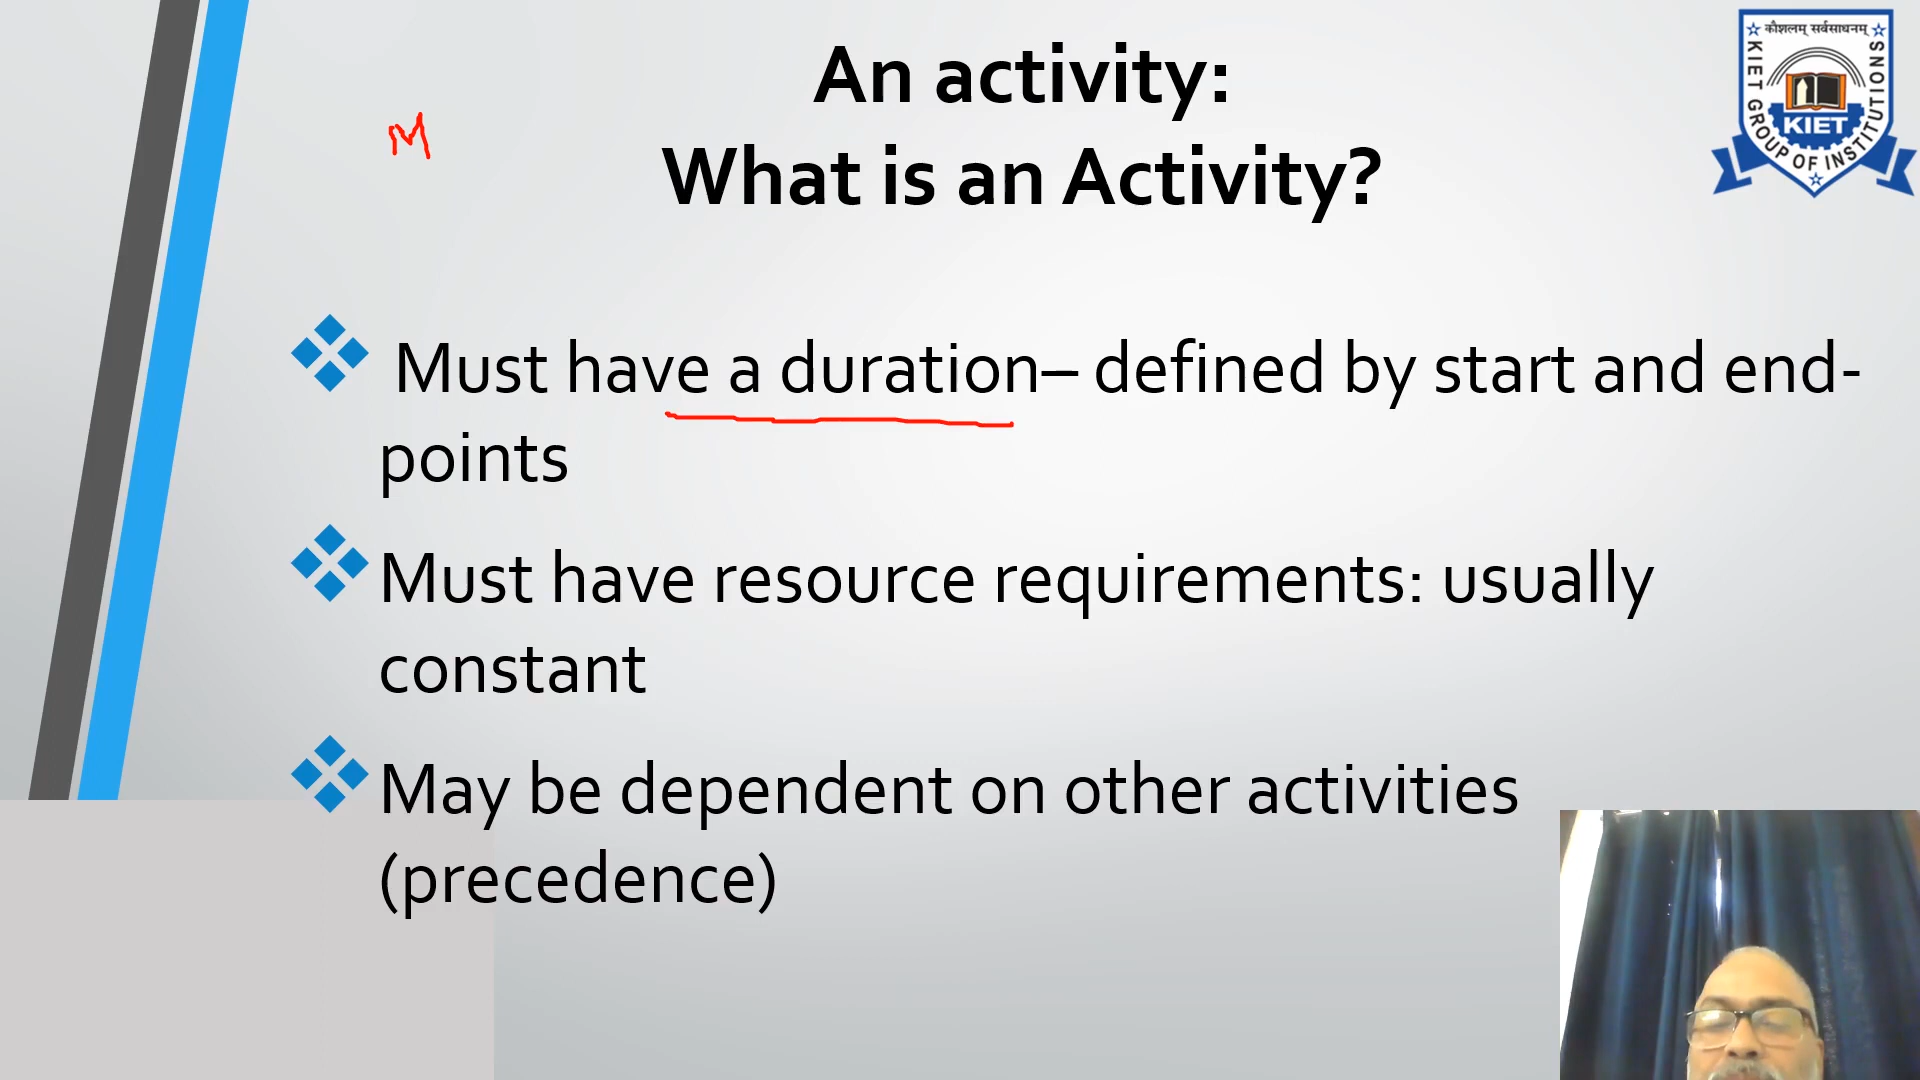 An activity:
What is an Activity?
M
कौशलम् सर्वसाधनम्
KIET GROUP OF INSTITUTIONS
KIET
Must have a duration– defined by start and end-
points
Must have resource requirements: usually
constant
May be dependent on other activities
(precedence)